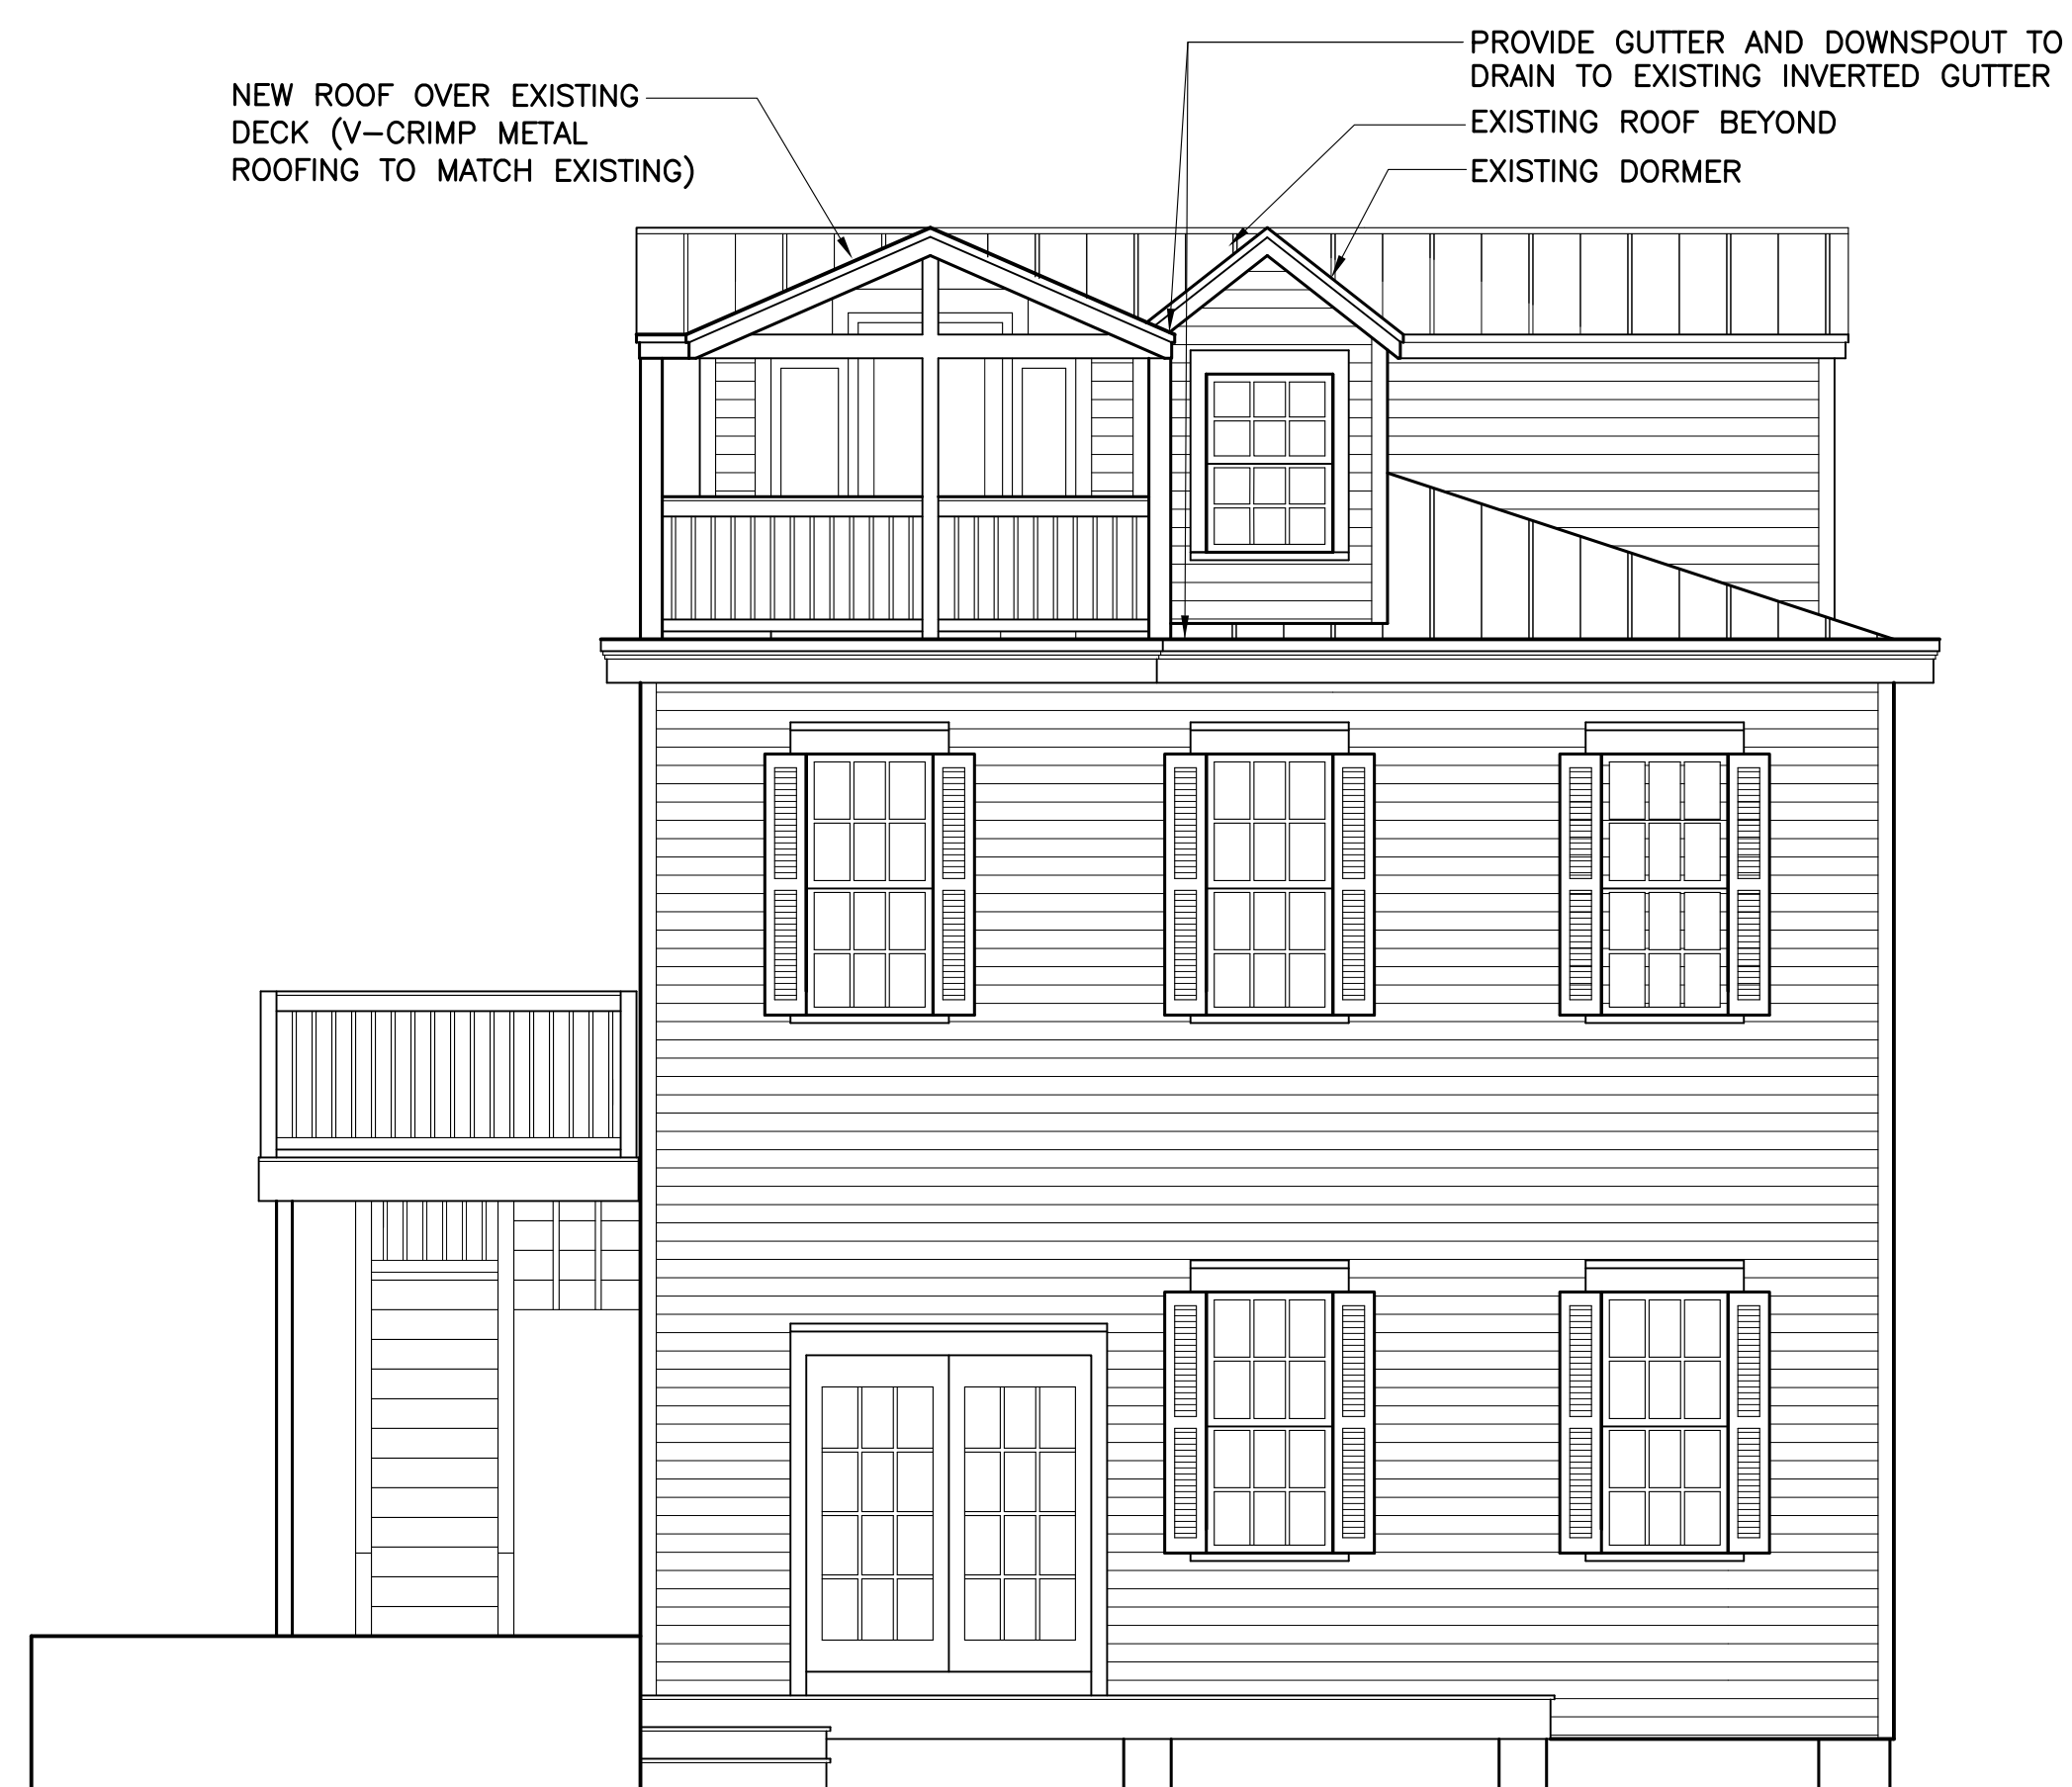 NEW ROOF OVER EXISTING
DECK (V-CRIMP METAL
ROOFING TO MATCH EXISTING)
PROVIDE GUTTER AND DOWNSPOUT TO
DRAIN TO EXISTING INVERTED GUTTER
EXISTING ROOF BEYOND
EXISTING DORMER